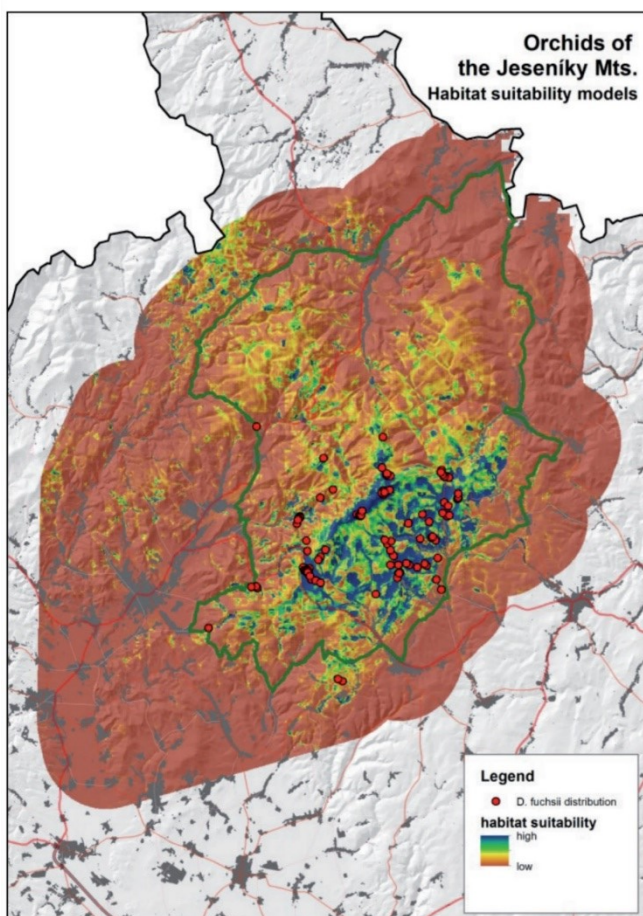 Orchids of
the Jeseníky Mts.
Habitat suitability models
Legend
D. fuchsii distribution
habitat suitability
high
low